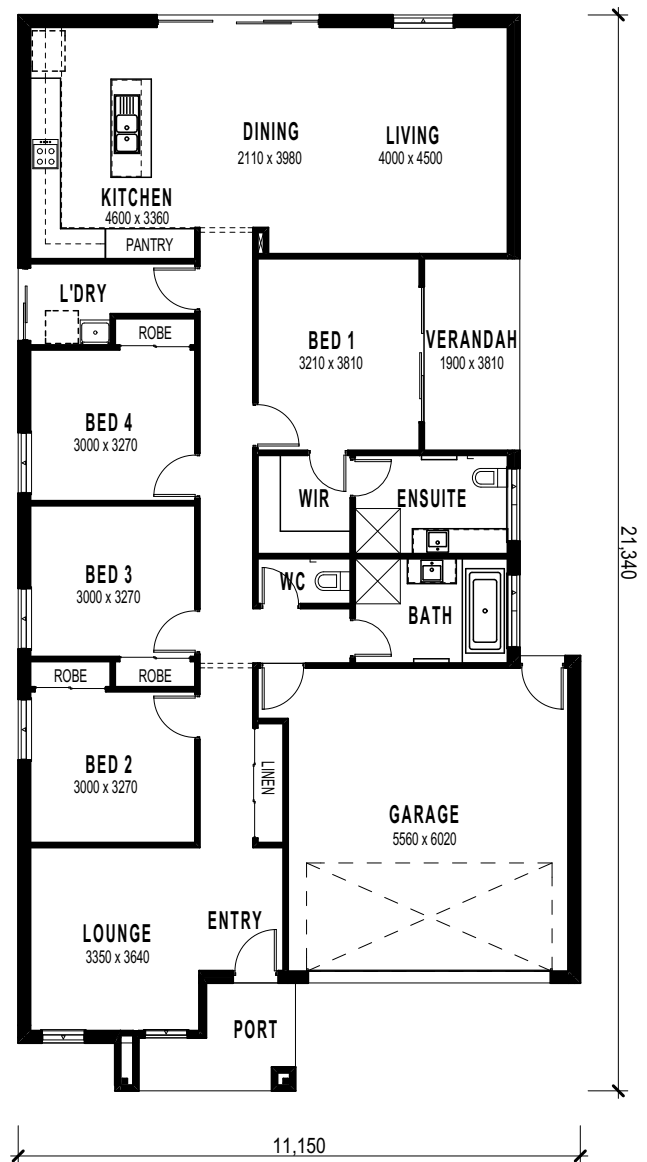 DINING
2110 x 3980
LIVING
4000 x 4500
KITCHEN
4600 x 3360
PANTRY
L'DRY
ROBE
BED 1
3210 x 3810
VERANDAH
1900 x 3810
BED 4
3000 x 3270
WIR
ENSUITE
21,340
BED 3
3000 x 3270
WC
BATH
ROBE
ROBE
BED 2
3000 x 3270
LINEN
GARAGE
5560 x 6020
LOUNGE
3350 x 3640
ENTRY
PORT
11,150